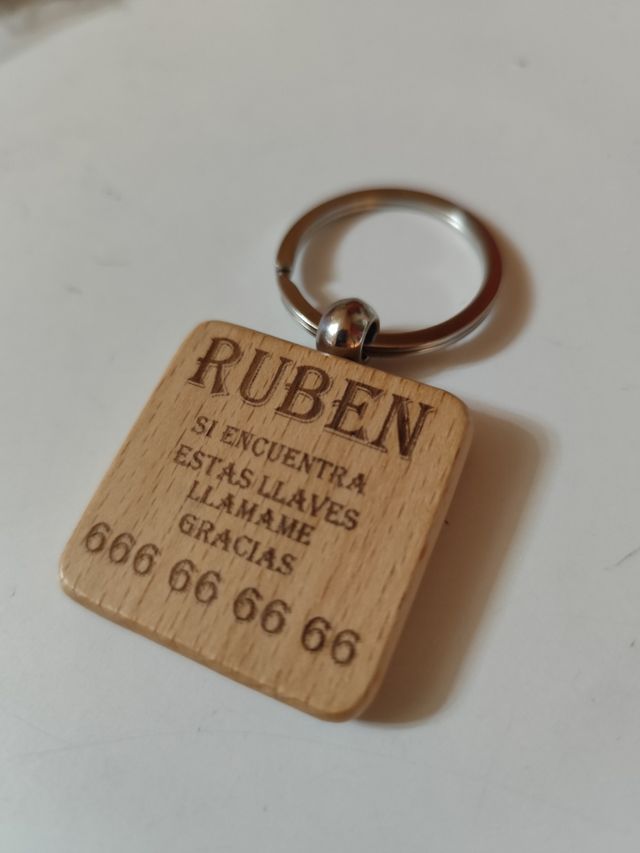 RUBEN
SI ENCUENTRA
ESTAS LLAVES
LLAMAME
GRACIAS
666 66 66 66